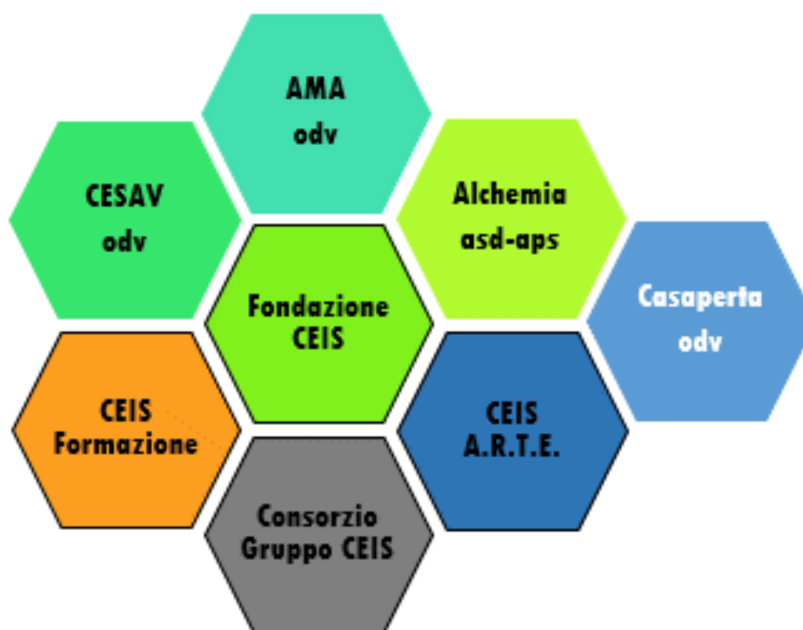 AMA
odv
CESAV
odv
Alchemia
asd-aps
Fondazione
CEIS
Casaperta
odv
CEIS
Formazione
CEIS
A.R.T.E.
Consorzio
Gruppo CEIS